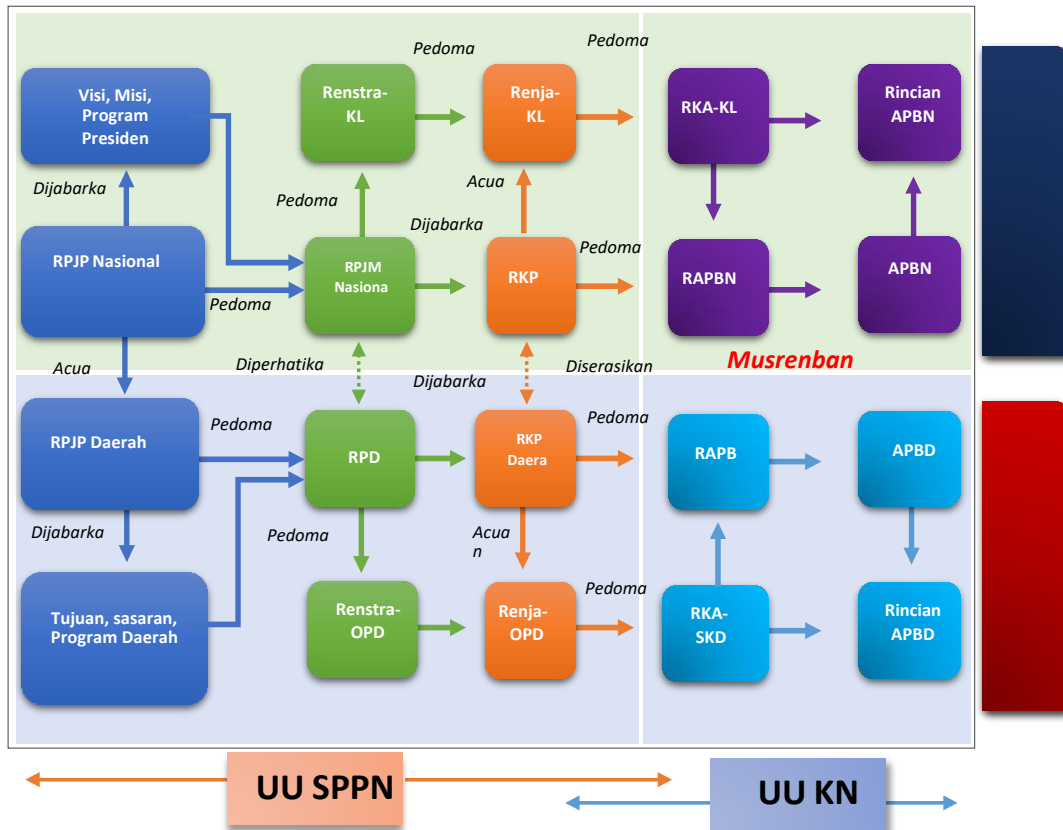 Pedoma
Pedoma
Visi, Misi,
Program
Presiden
Renstra-
KL
Renja-
KL
RKA-KL
Rincian
APBN
Dijabarka
Pedoma
Acua
Dijabarka
RPJP Nasional
Pedoma
RPJM
Nasiona
RKP
Pedoma
RAPBN
APBN
Acua
Diperhatika
Dijabarka
Diserasikan
Musrenban
RPJP Daerah
Pedoma
RPD
RKP
Daera
Pedoma
RAPB
APBD
Dijabarka
Pedoma
Acua
n
Tujuan, sasaran,
Program Daerah
Renstra-
OPD
Renja-
OPD
Pedoma
RKA-
SKD
Rincian
APBD
UU SPPN
UU KN